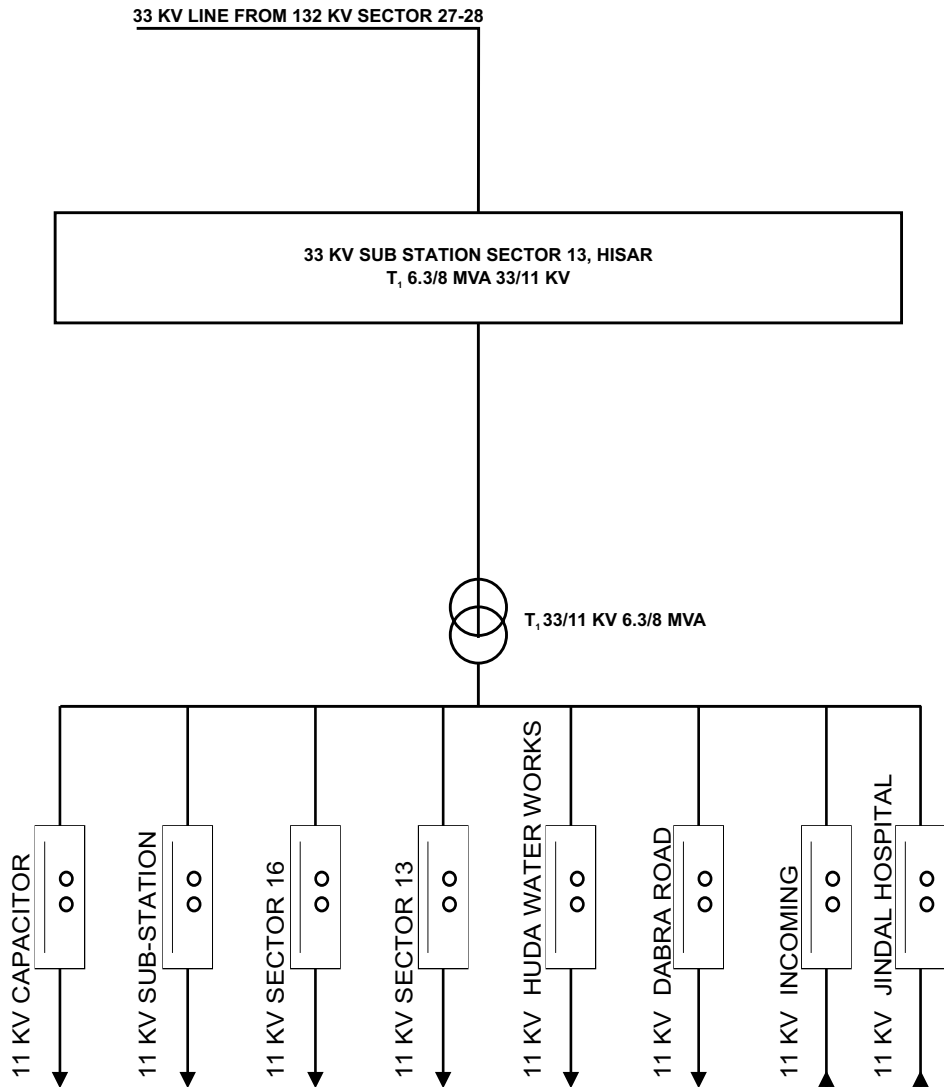 33 KV LINE FROM 132 KV SECTOR 27-28
33 KV SUB STATION SECTOR 13, HISAR
T₁ 6.3/8 MVA 33/11 KV
T₁ 33/11 KV 6.3/8 MVA
11 KV CAPACITOR
11 KV SUB-STATION
11 KV SECTOR 16
11 KV SECTOR 13
11 KV HUDA WATER WORKS
11 KV DABRA ROAD
11 KV INCOMING
11 KV JINDAL HOSPITAL